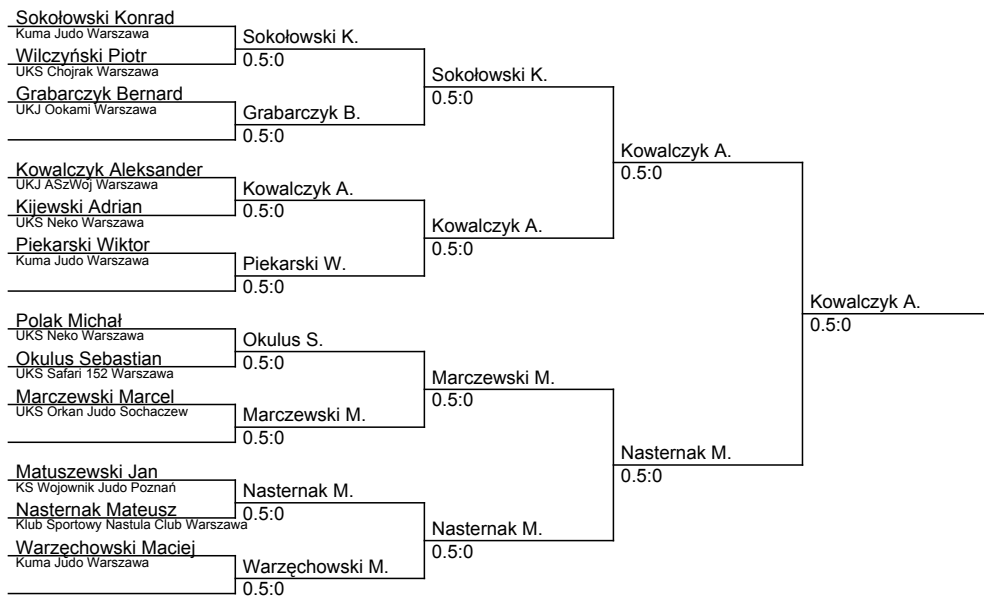 Sokołowski Konrad
Kuma Judo Warszawa
Wilczyński Piotr
UKS Chojrak Warszawa
Grabarczyk Bernard
UKJ Ookami Warszawa
Kowalczyk Aleksander
UKJ ASzWoj Warszawa
Kijewski Adrian
UKS Neko Warszawa
Piekarski Wiktor
Kuma Judo Warszawa
Polak Michał
UKS Neko Warszawa
Okulus Sebastian
UKS Safari 152 Warszawa
Marczewski Marcel
UKS Orkan Judo Sochaczew
Matuszewski Jan
KS Wojownik Judo Poznań
Nasternak Mateusz
Klub Sportowy Nastula Club Warszawa
Warzęchowski Maciej
Kuma Judo Warszawa
Sokołowski K.
0.5:0
Grabarczyk B.
0.5:0
Kowalczyk A.
0.5:0
Piekarski W.
0.5:0
Okulus S.
0.5:0
Marczewski M.
0.5:0
Nasternak M.
0.5:0
Warzęchowski M.
0.5:0
Sokołowski K.
0.5:0
Kowalczyk A.
0.5:0
Marczewski M.
0.5:0
Nasternak M.
0.5:0
Kowalczyk A.
0.5:0
Nasternak M.
0.5:0
Kowalczyk A.
0.5:0